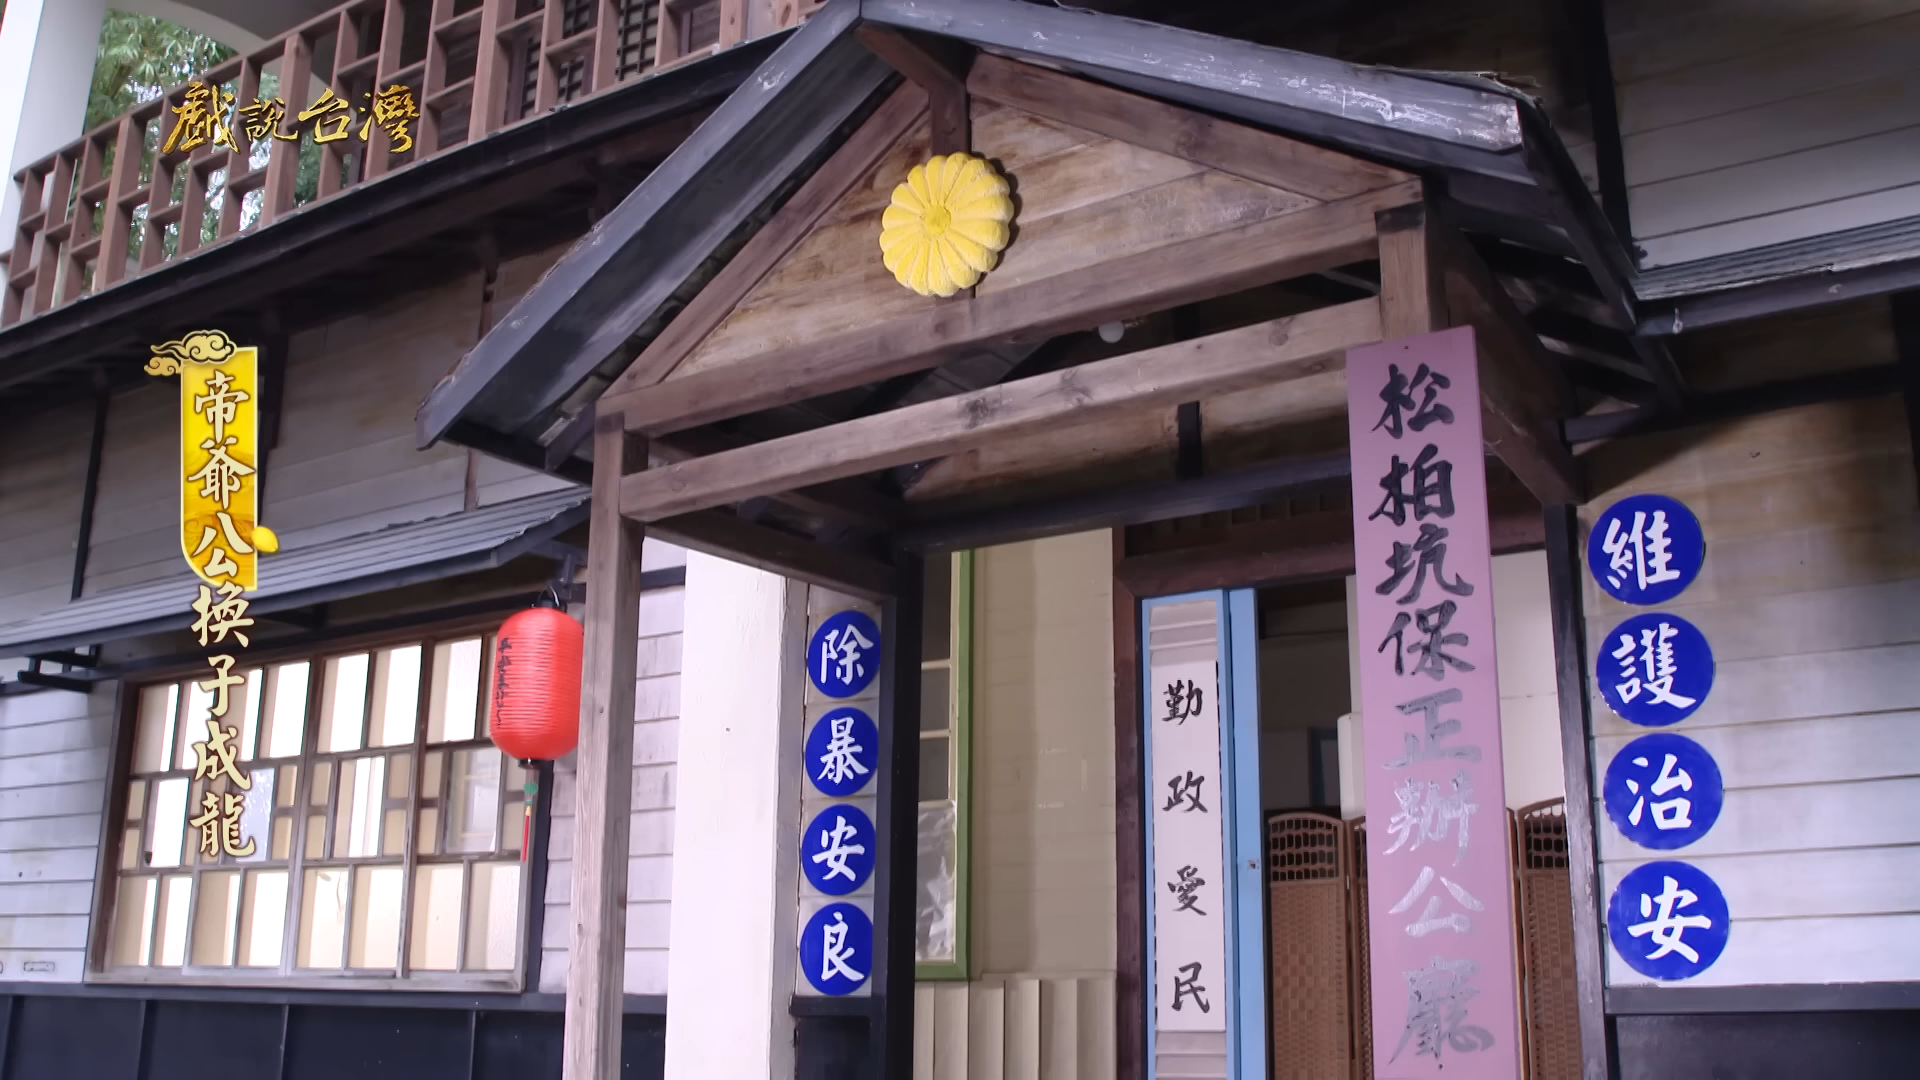 戲說台灣
帝爺公換子成龍
除暴安良
勤政愛民
松柏坑保正辦公廳
維護治安